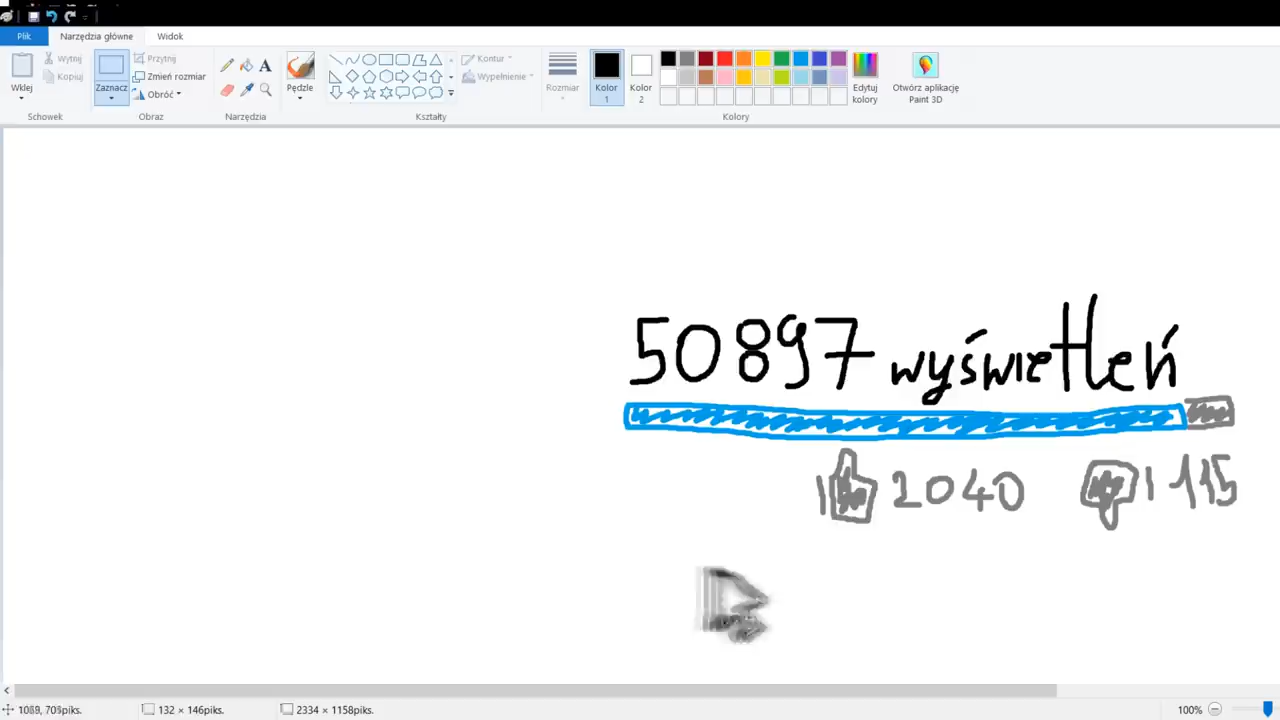 Plik Narzędzia główne Widok
Wklej
Wytnij
Kopiuj
Schowek
Zaznacz
Przytnij
Zmień rozmiar
Obróć
Obraz
A
Narzędzia
Pędzle
Kontur
Wypełnienie
Kształty
Rozmiar
Kolor 1
Kolor 2
Edytuj kolory
Kolory
Otwórz aplikację Paint 3D
50897 wyświetleń
2040 115
132 × 146piks. 2334 × 1158piks. 100%